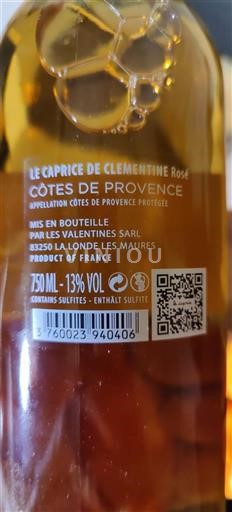 LE CAPRICE DE CLEMENTINE Rosé
CÔTES DE PROVENCE
APPELLATION CÔTES DE PROVENCE PROTÉGÉE
MIS EN BOUTEILLE
PAR LES VALENTINES SARL
83250 LA LONDE LES MAURES
PRODUCT OF FRANCE
750 ML - 13% VOL
CONTAINS SULFITES - ENTHÄLT SULFITE
3 760023 940406